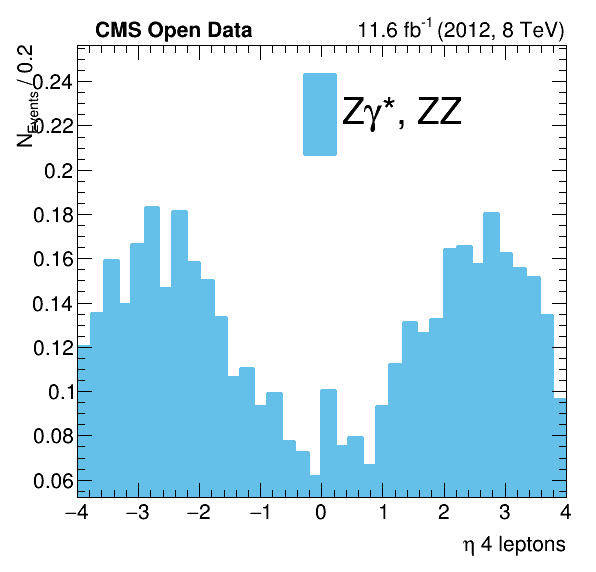 CMS Open Data 11.6 fb⁻¹ (2012, 8 TeV)
N_Events / 0.2
Zγ*, ZZ
0.24
0.22
0.2
0.18
0.16
0.14
0.12
0.1
0.08
0.06
−4 −3 −2 −1 0 1 2 3 4
η 4 leptons